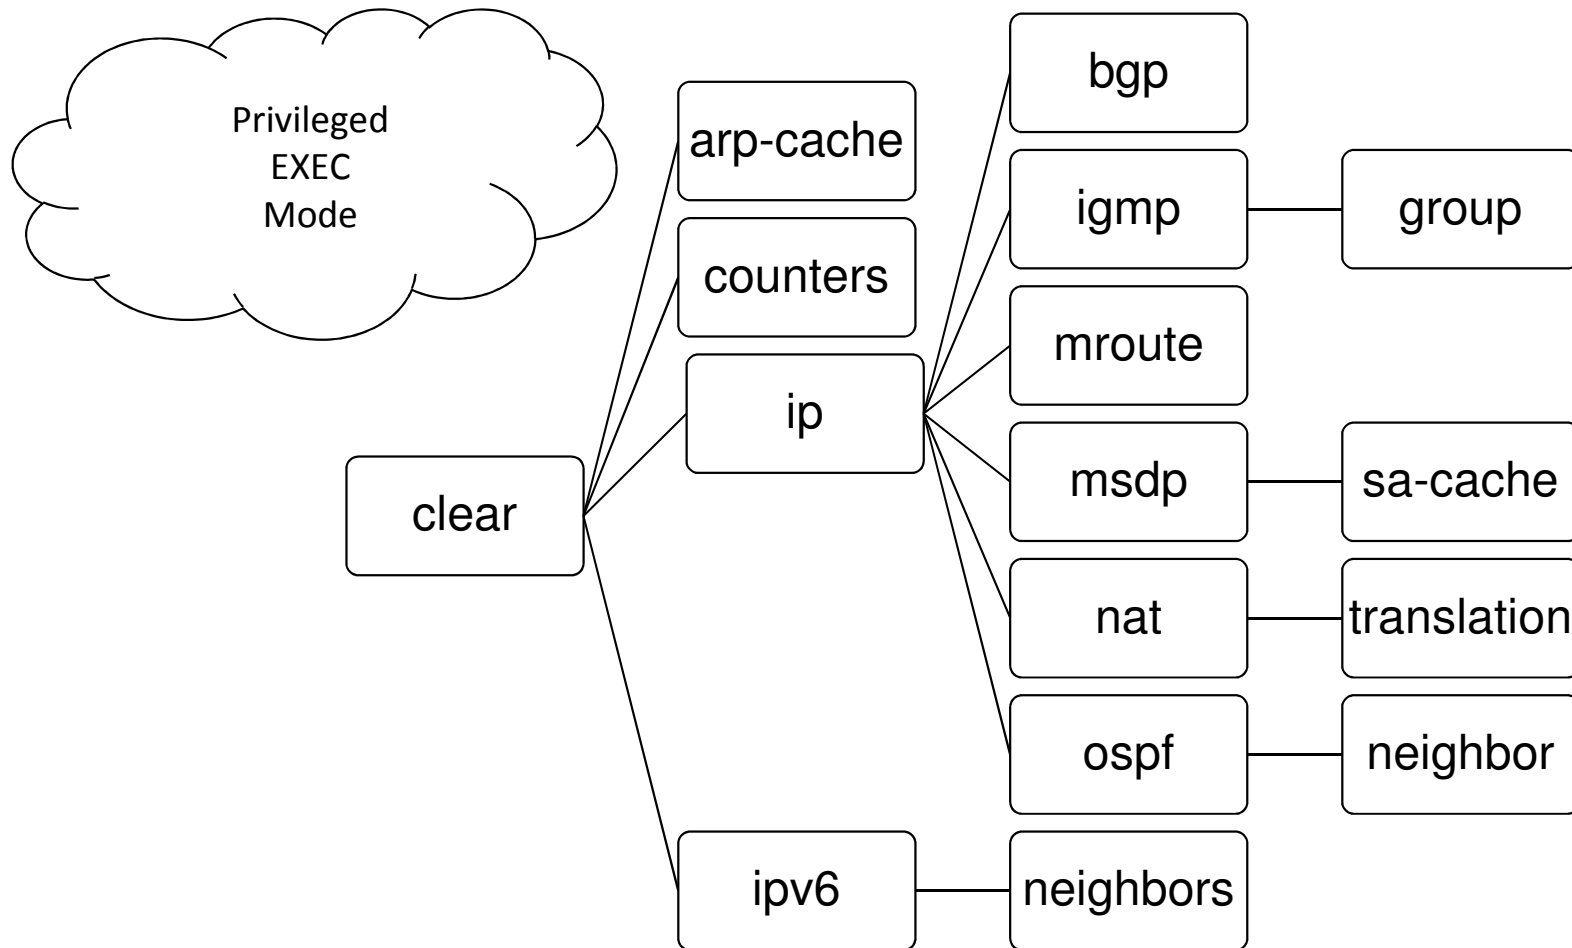 Privileged
EXEC
Mode
clear
arp-cache
counters
ip
bgp
igmp
group
mroute
msdp
sa-cache
nat
translation
ospf
neighbor
ipv6
neighbors